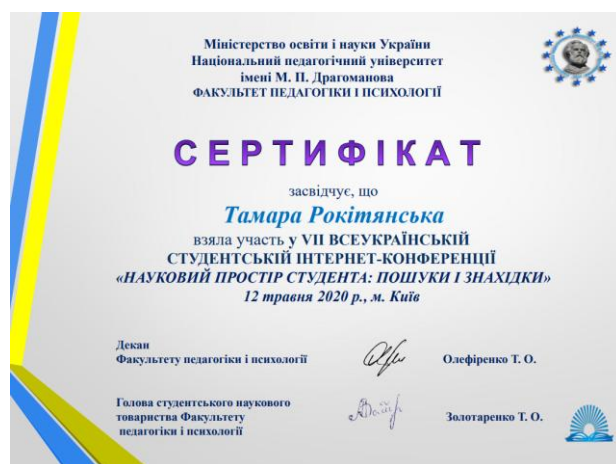 Міністерство освіти і науки України
Національний педагогічний університет
імені М. П. Драгоманова
ФАКУЛЬТЕТ ПЕДАГОГІКИ І ПСИХОЛОГІЇ
СЕРТИФІКАТ
засвідчує, що
Тамара Рокітянська
взяла участь у VII ВСЕУКРАЇНСЬКІЙ
СТУДЕНТСЬКІЙ ІНТЕРНЕТ-КОНФЕРЕНЦІЇ
«НАУКОВИЙ ПРОСТІР СТУДЕНТА: ПОШУКИ І ЗНАХІДКИ»
12 травня 2020 р., м. Київ
Декан
Факультету педагогіки і психології
Олефіренко Т. О.
Голова студентського наукового
товариства Факультету
педагогіки і психології
Золотаренко Т. О.